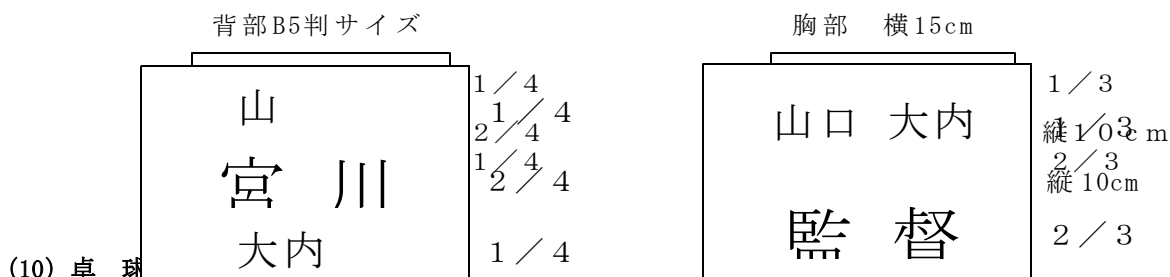 背部B5判サイズ
胸部 横15cm
山
1／4
1／4
2／4
1／4
宮 川
2／4
大内
1／4
山口 大内
1／3
1／3
縦10cm
2／3
縦10cm
監 督
2／3
(10) 卓 球